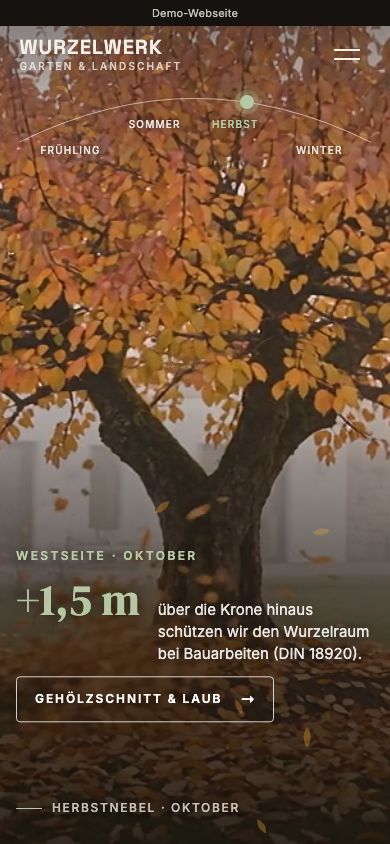 Demo-Webseite
WURZELWERK
GARTEN & LANDSCHAFT
SOMMER
HERBST
FRÜHLING
WINTER
WESTSEITE · OKTOBER
+1,5 m
über die Krone hinaus
schützen wir den Wurzelraum
bei Bauarbeiten (DIN 18920).
GEHÖLZSCHNITT & LAUB →
HERBSTNEBEL · OKTOBER